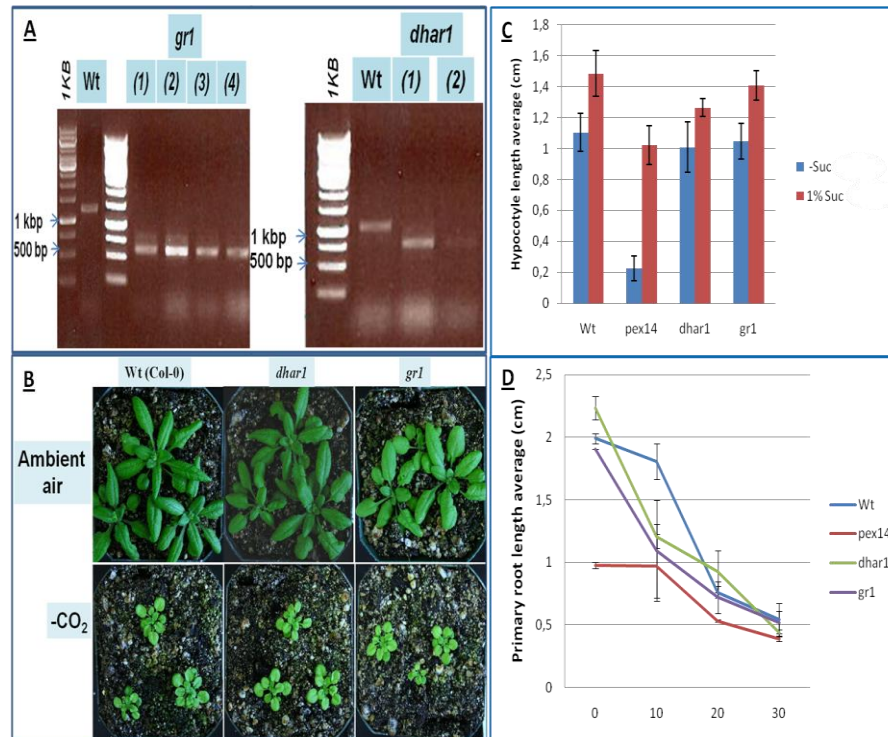 A
gr1
dhar1
1KB
Wt
(1)
(2)
(3)
(4)
Wt
(1)
(2)
1KB
1 kbp
500 bp
1 kbp
500 bp
B
Wt (Col-0)
dhar1
gr1
Ambient
air
-CO₂
C
Hypocotyle length average (cm)
1,8
1,6
1,4
1,2
1
0,8
0,6
0,4
0,2
0
Wt
pex14
dhar1
gr1
-Suc
1% Suc
D
Primary root length average (cm)
2,5
2
1,5
1
0,5
0
0
10
20
30
Wt
pex14
dhar1
gr1